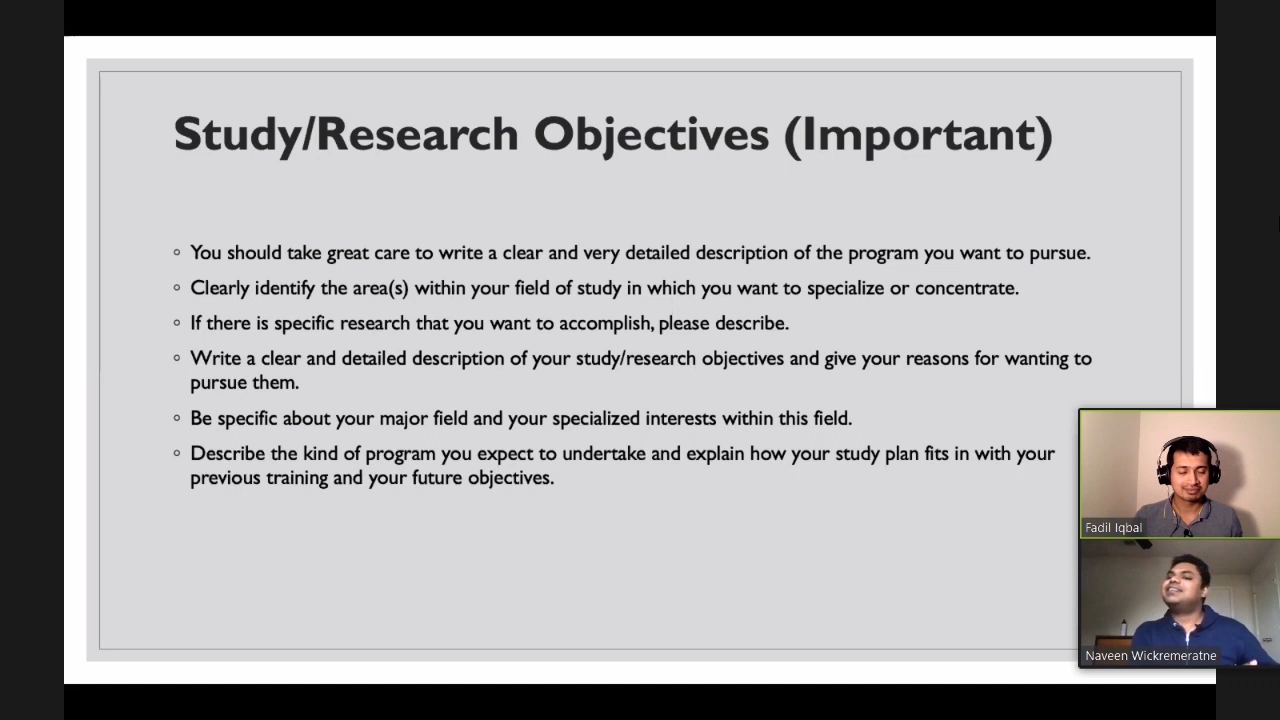 Study/Research Objectives (Important)
◦ You should take great care to write a clear and very detailed description of the program you want to pursue.
◦ Clearly identify the area(s) within your field of study in which you want to specialize or concentrate.
◦ If there is specific research that you want to accomplish, please describe.
◦ Write a clear and detailed description of your study/research objectives and give your reasons for wanting to
pursue them.
◦ Be specific about your major field and your specialized interests within this field.
◦ Describe the kind of program you expect to undertake and explain how your study plan fits in with your
previous training and your future objectives.
Fadil Iqbal
Naveen Wickremeratne